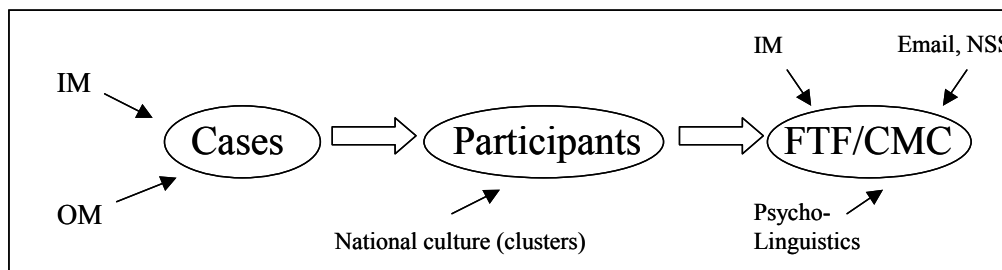 IM
Email, NSS
IM
Cases
Participants
FTF/CMC
OM
Psycho-
Linguistics
National culture (clusters)